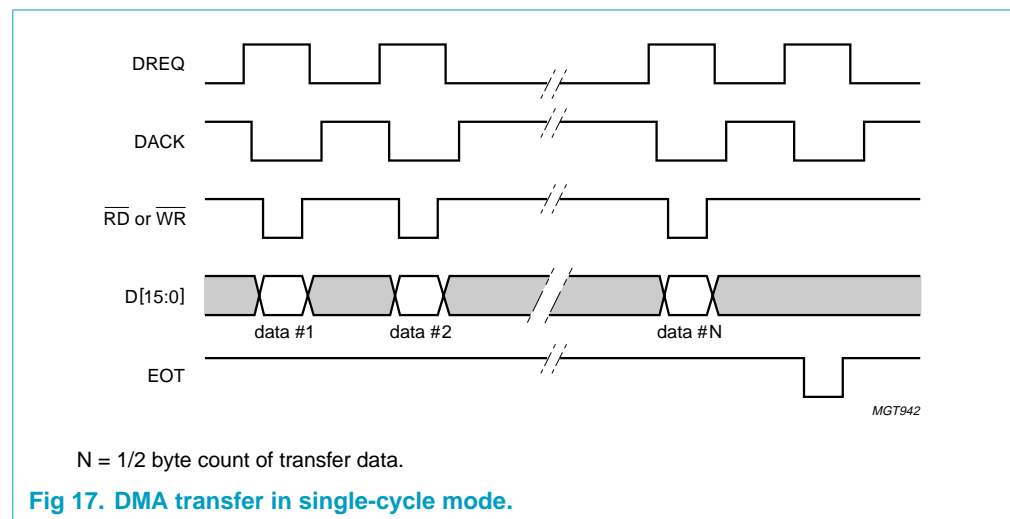 DREQ
DACK
RD or WR
D[15:0]
data #1 data #2 data #N
EOT
MGT942
N = 1/2 byte count of transfer data.
Fig 17. DMA transfer in single-cycle mode.